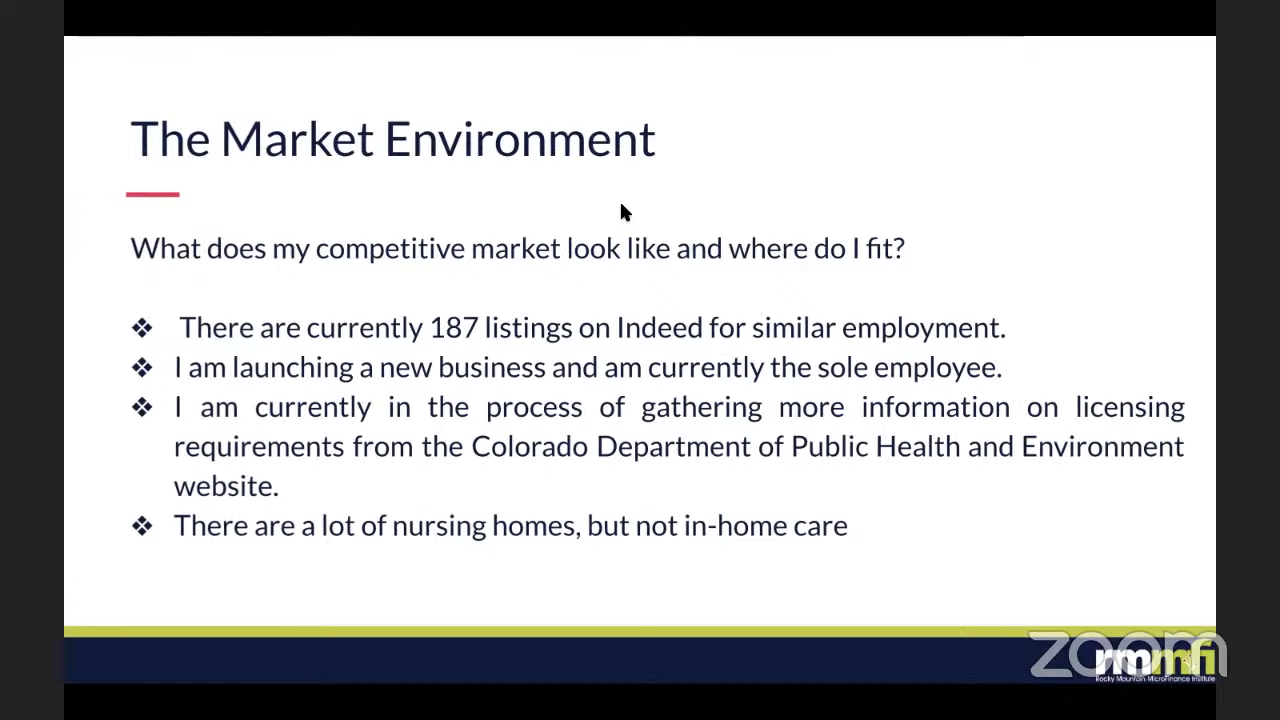 The Market Environment
What does my competitive market look like and where do I fit?
❖ There are currently 187 listings on Indeed for similar employment.
❖ I am launching a new business and am currently the sole employee.
❖ I am currently in the process of gathering more information on licensing
requirements from the Colorado Department of Public Health and Environment
website.
❖ There are a lot of nursing homes, but not in-home care
zoom
rmmfi
Rocky Mountain MicroFinance Institute